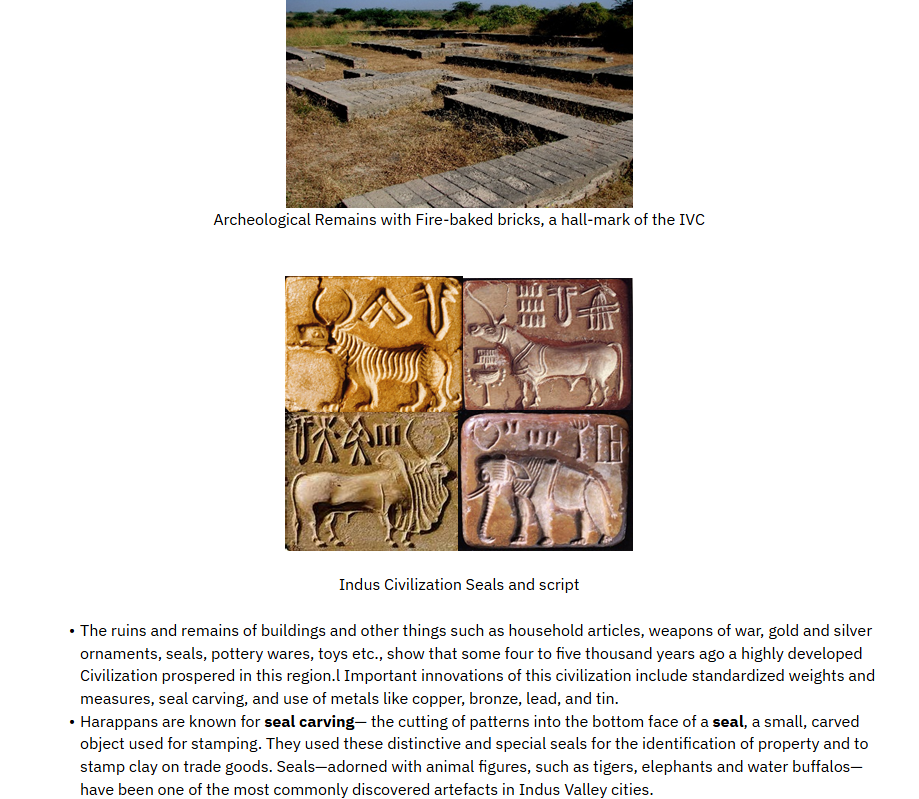 Archeological Remains with Fire-baked bricks, a hall-mark of the IVC
Indus Civilization Seals and script
• The ruins and remains of buildings and other things such as household articles, weapons of war, gold and silver
ornaments, seals, pottery wares, toys etc., show that some four to five thousand years ago a highly developed
Civilization prospered in this region.l Important innovations of this civilization include standardized weights and
measures, seal carving, and use of metals like copper, bronze, lead, and tin.
• Harappans are known for seal carving— the cutting of patterns into the bottom face of a seal, a small, carved
object used for stamping. They used these distinctive and special seals for the identification of property and to
stamp clay on trade goods. Seals—adorned with animal figures, such as tigers, elephants and water buffalos—
have been one of the most commonly discovered artefacts in Indus Valley cities.